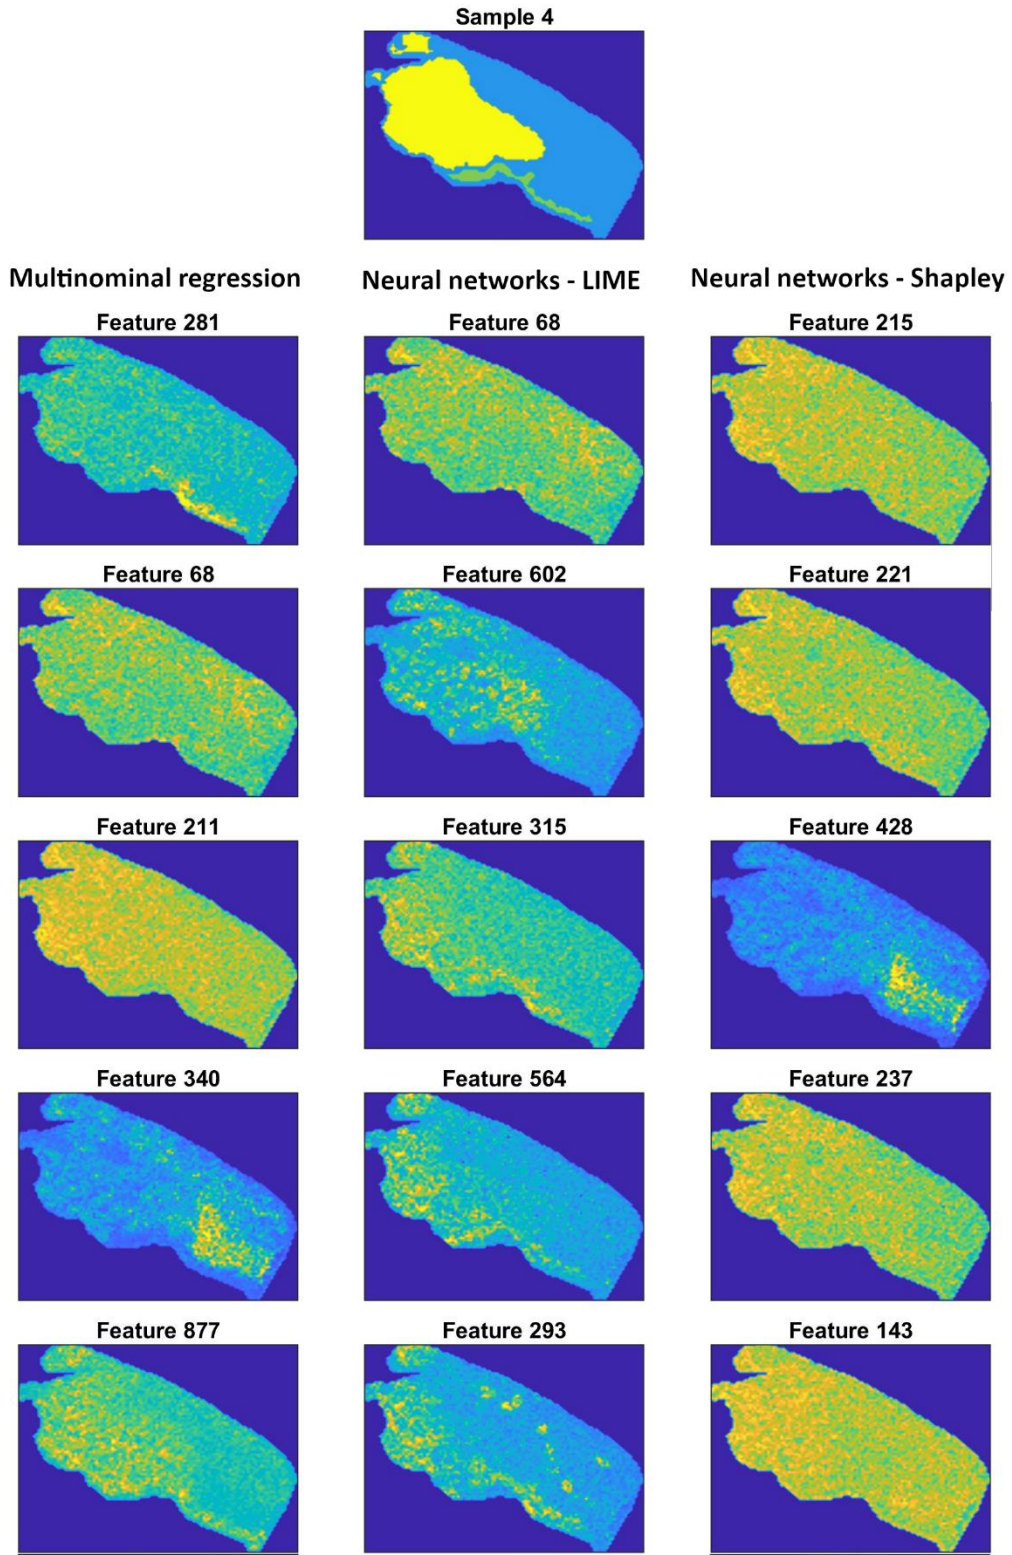 Sample 4
Multinominal regression
Neural networks - LIME
Neural networks - Shapley
Feature 281
Feature 68
Feature 215
Feature 68
Feature 602
Feature 221
Feature 211
Feature 315
Feature 428
Feature 340
Feature 564
Feature 237
Feature 877
Feature 293
Feature 143